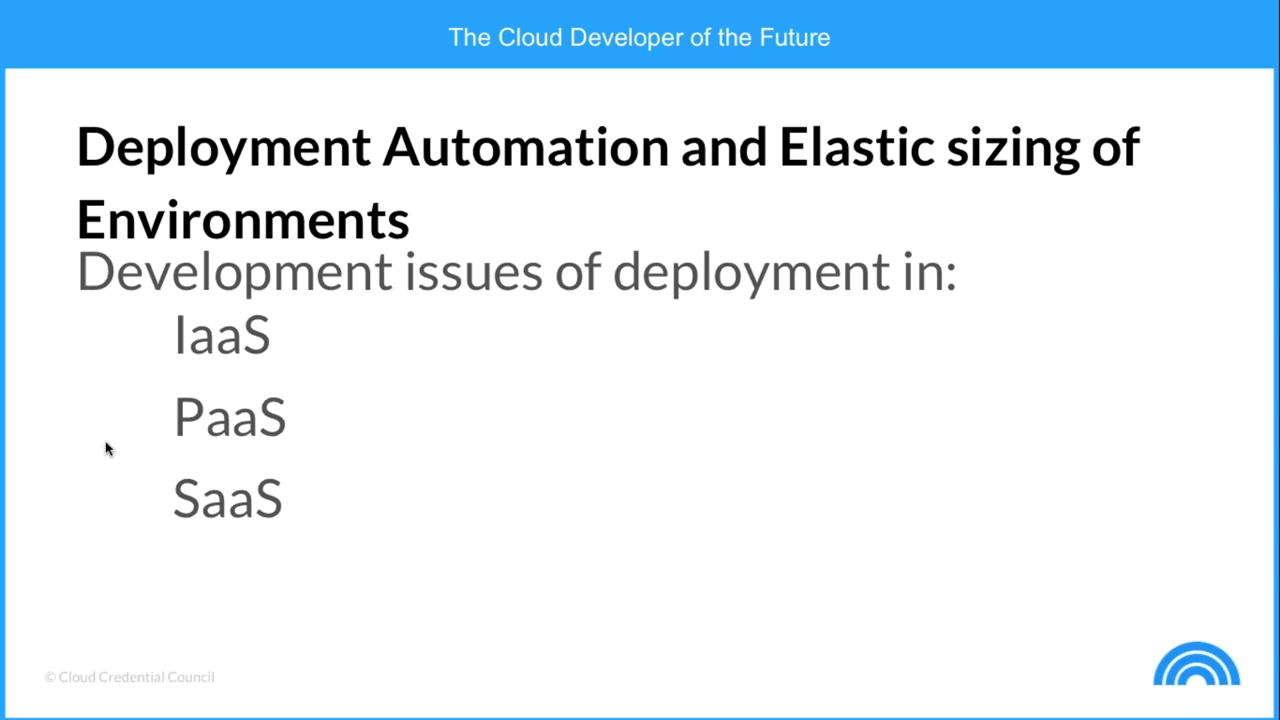 The Cloud Developer of the Future
Deployment Automation and Elastic sizing of
Environments
Development issues of deployment in:
IaaS
PaaS
SaaS
© Cloud Credential Council